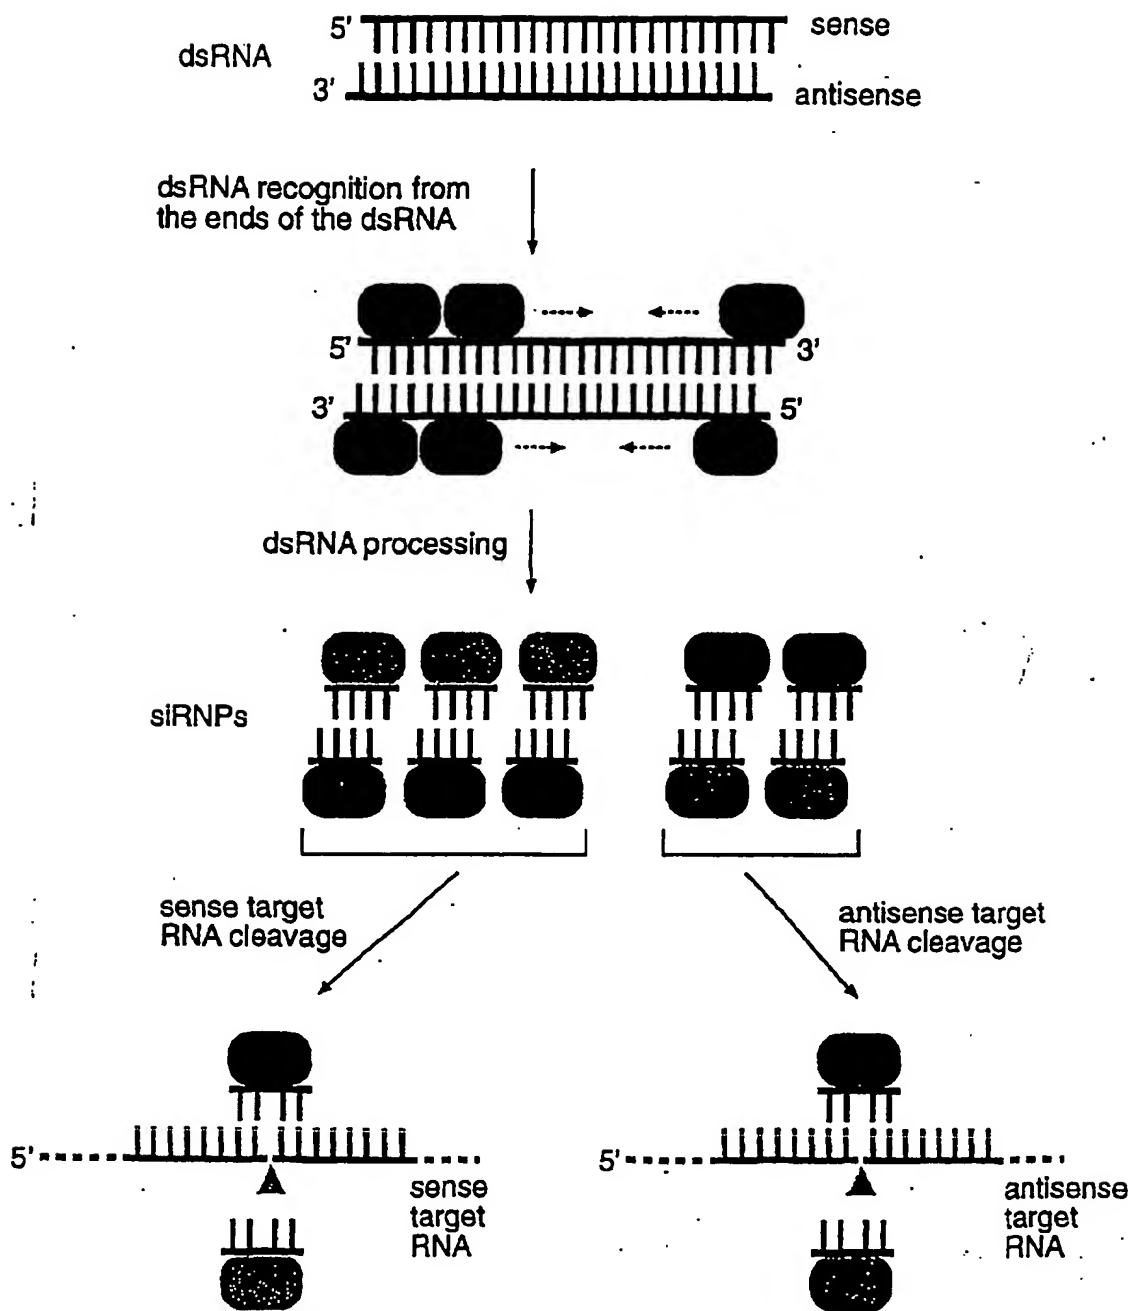 5'
sense
dsRNA
3'
antisense
dsRNA recognition from
the ends of the dsRNA
5'
3'
3'
5'
dsRNA processing
siRNPs
sense target
RNA cleavage
antisense target
RNA cleavage
5'
sense
target
RNA
5'
antisense
target
RNA